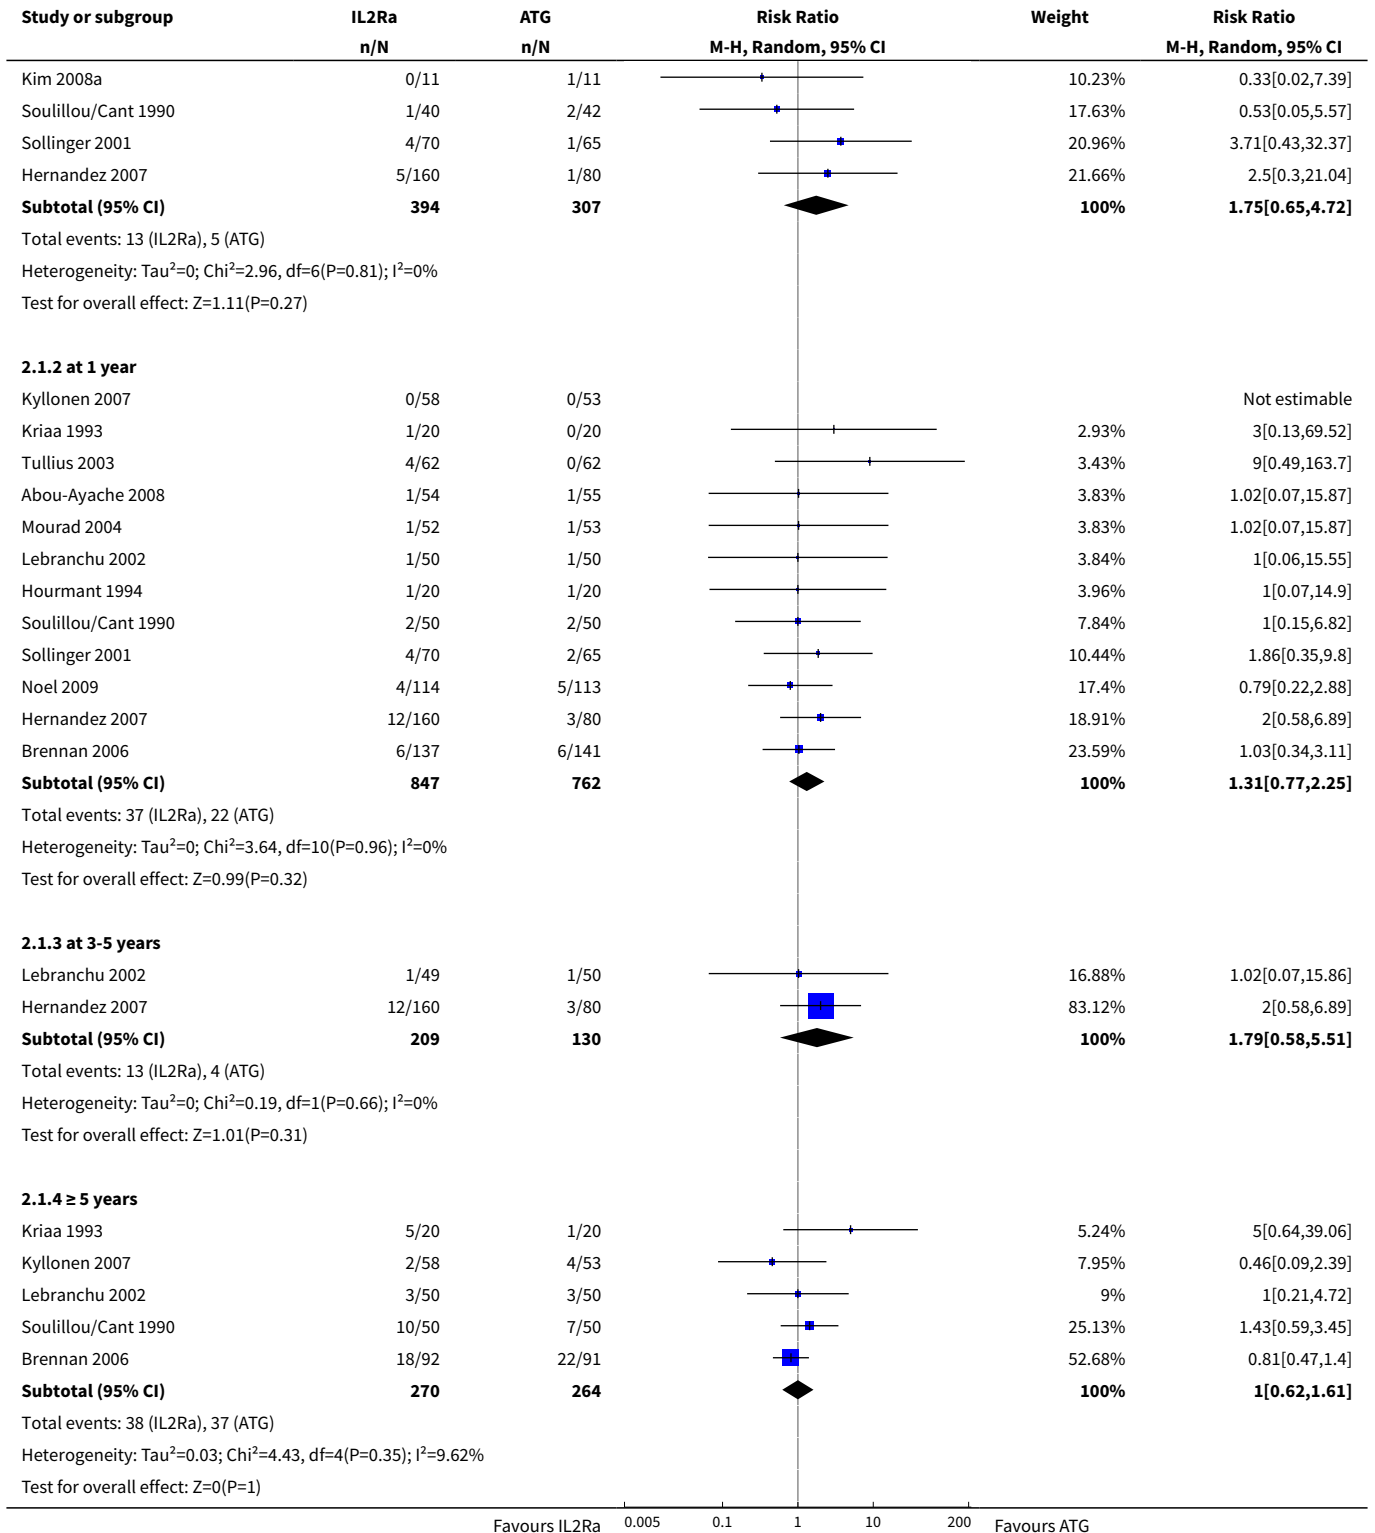 Study or subgroup IL2Ra ATG Risk Ratio Weight Risk Ratio
n/N n/N M-H, Random, 95% CI M-H, Random, 95% CI
Kim 2008a 0/11 1/11 10.23% 0.33[0.02,7.39]
Soulillou/Cant 1990 1/40 2/42 17.63% 0.53[0.05,5.57]
Sollinger 2001 4/70 1/65 20.96% 3.71[0.43,32.37]
Hernandez 2007 5/160 1/80 21.66% 2.5[0.3,21.04]
Subtotal (95% CI) 394 307 100% 1.75[0.65,4.72]
Total events: 13 (IL2Ra), 5 (ATG)
Heterogeneity: Tau²=0; Chi²=2.96, df=6(P=0.81); I²=0%
Test for overall effect: Z=1.11(P=0.27)
2.1.2 at 1 year
Kyllonen 2007 0/58 0/53 Not estimable
Kriaa 1993 1/20 0/20 2.93% 3[0.13,69.52]
Tullius 2003 4/62 0/62 3.43% 9[0.49,163.7]
Abou-Ayache 2008 1/54 1/55 3.83% 1.02[0.07,15.87]
Mourad 2004 1/52 1/53 3.83% 1.02[0.07,15.87]
Lebranchu 2002 1/50 1/50 3.84% 1[0.06,15.55]
Hourmant 1994 1/20 1/20 3.96% 1[0.07,14.9]
Soulillou/Cant 1990 2/50 2/50 7.84% 1[0.15,6.82]
Sollinger 2001 4/70 2/65 10.44% 1.86[0.35,9.8]
Noel 2009 4/114 5/113 17.4% 0.79[0.22,2.88]
Hernandez 2007 12/160 3/80 18.91% 2[0.58,6.89]
Brennan 2006 6/137 6/141 23.59% 1.03[0.34,3.11]
Subtotal (95% CI) 847 762 100% 1.31[0.77,2.25]
Total events: 37 (IL2Ra), 22 (ATG)
Heterogeneity: Tau²=0; Chi²=3.64, df=10(P=0.96); I²=0%
Test for overall effect: Z=0.99(P=0.32)
2.1.3 at 3-5 years
Lebranchu 2002 1/49 1/50 16.88% 1.02[0.07,15.86]
Hernandez 2007 12/160 3/80 83.12% 2[0.58,6.89]
Subtotal (95% CI) 209 130 100% 1.79[0.58,5.51]
Total events: 13 (IL2Ra), 4 (ATG)
Heterogeneity: Tau²=0; Chi²=0.19, df=1(P=0.66); I²=0%
Test for overall effect: Z=1.01(P=0.31)
2.1.4 ≥ 5 years
Kriaa 1993 5/20 1/20 5.24% 5[0.64,39.06]
Kyllonen 2007 2/58 4/53 7.95% 0.46[0.09,2.39]
Lebranchu 2002 3/50 3/50 9% 1[0.21,4.72]
Soulillou/Cant 1990 10/50 7/50 25.13% 1.43[0.59,3.45]
Brennan 2006 18/92 22/91 52.68% 0.81[0.47,1.4]
Subtotal (95% CI) 270 264 100% 1[0.62,1.61]
Total events: 38 (IL2Ra), 37 (ATG)
Heterogeneity: Tau²=0.03; Chi²=4.43, df=4(P=0.35); I²=9.62%
Test for overall effect: Z=0(P=1)
Favours IL2Ra 0.005 0.1 1 10 200 Favours ATG